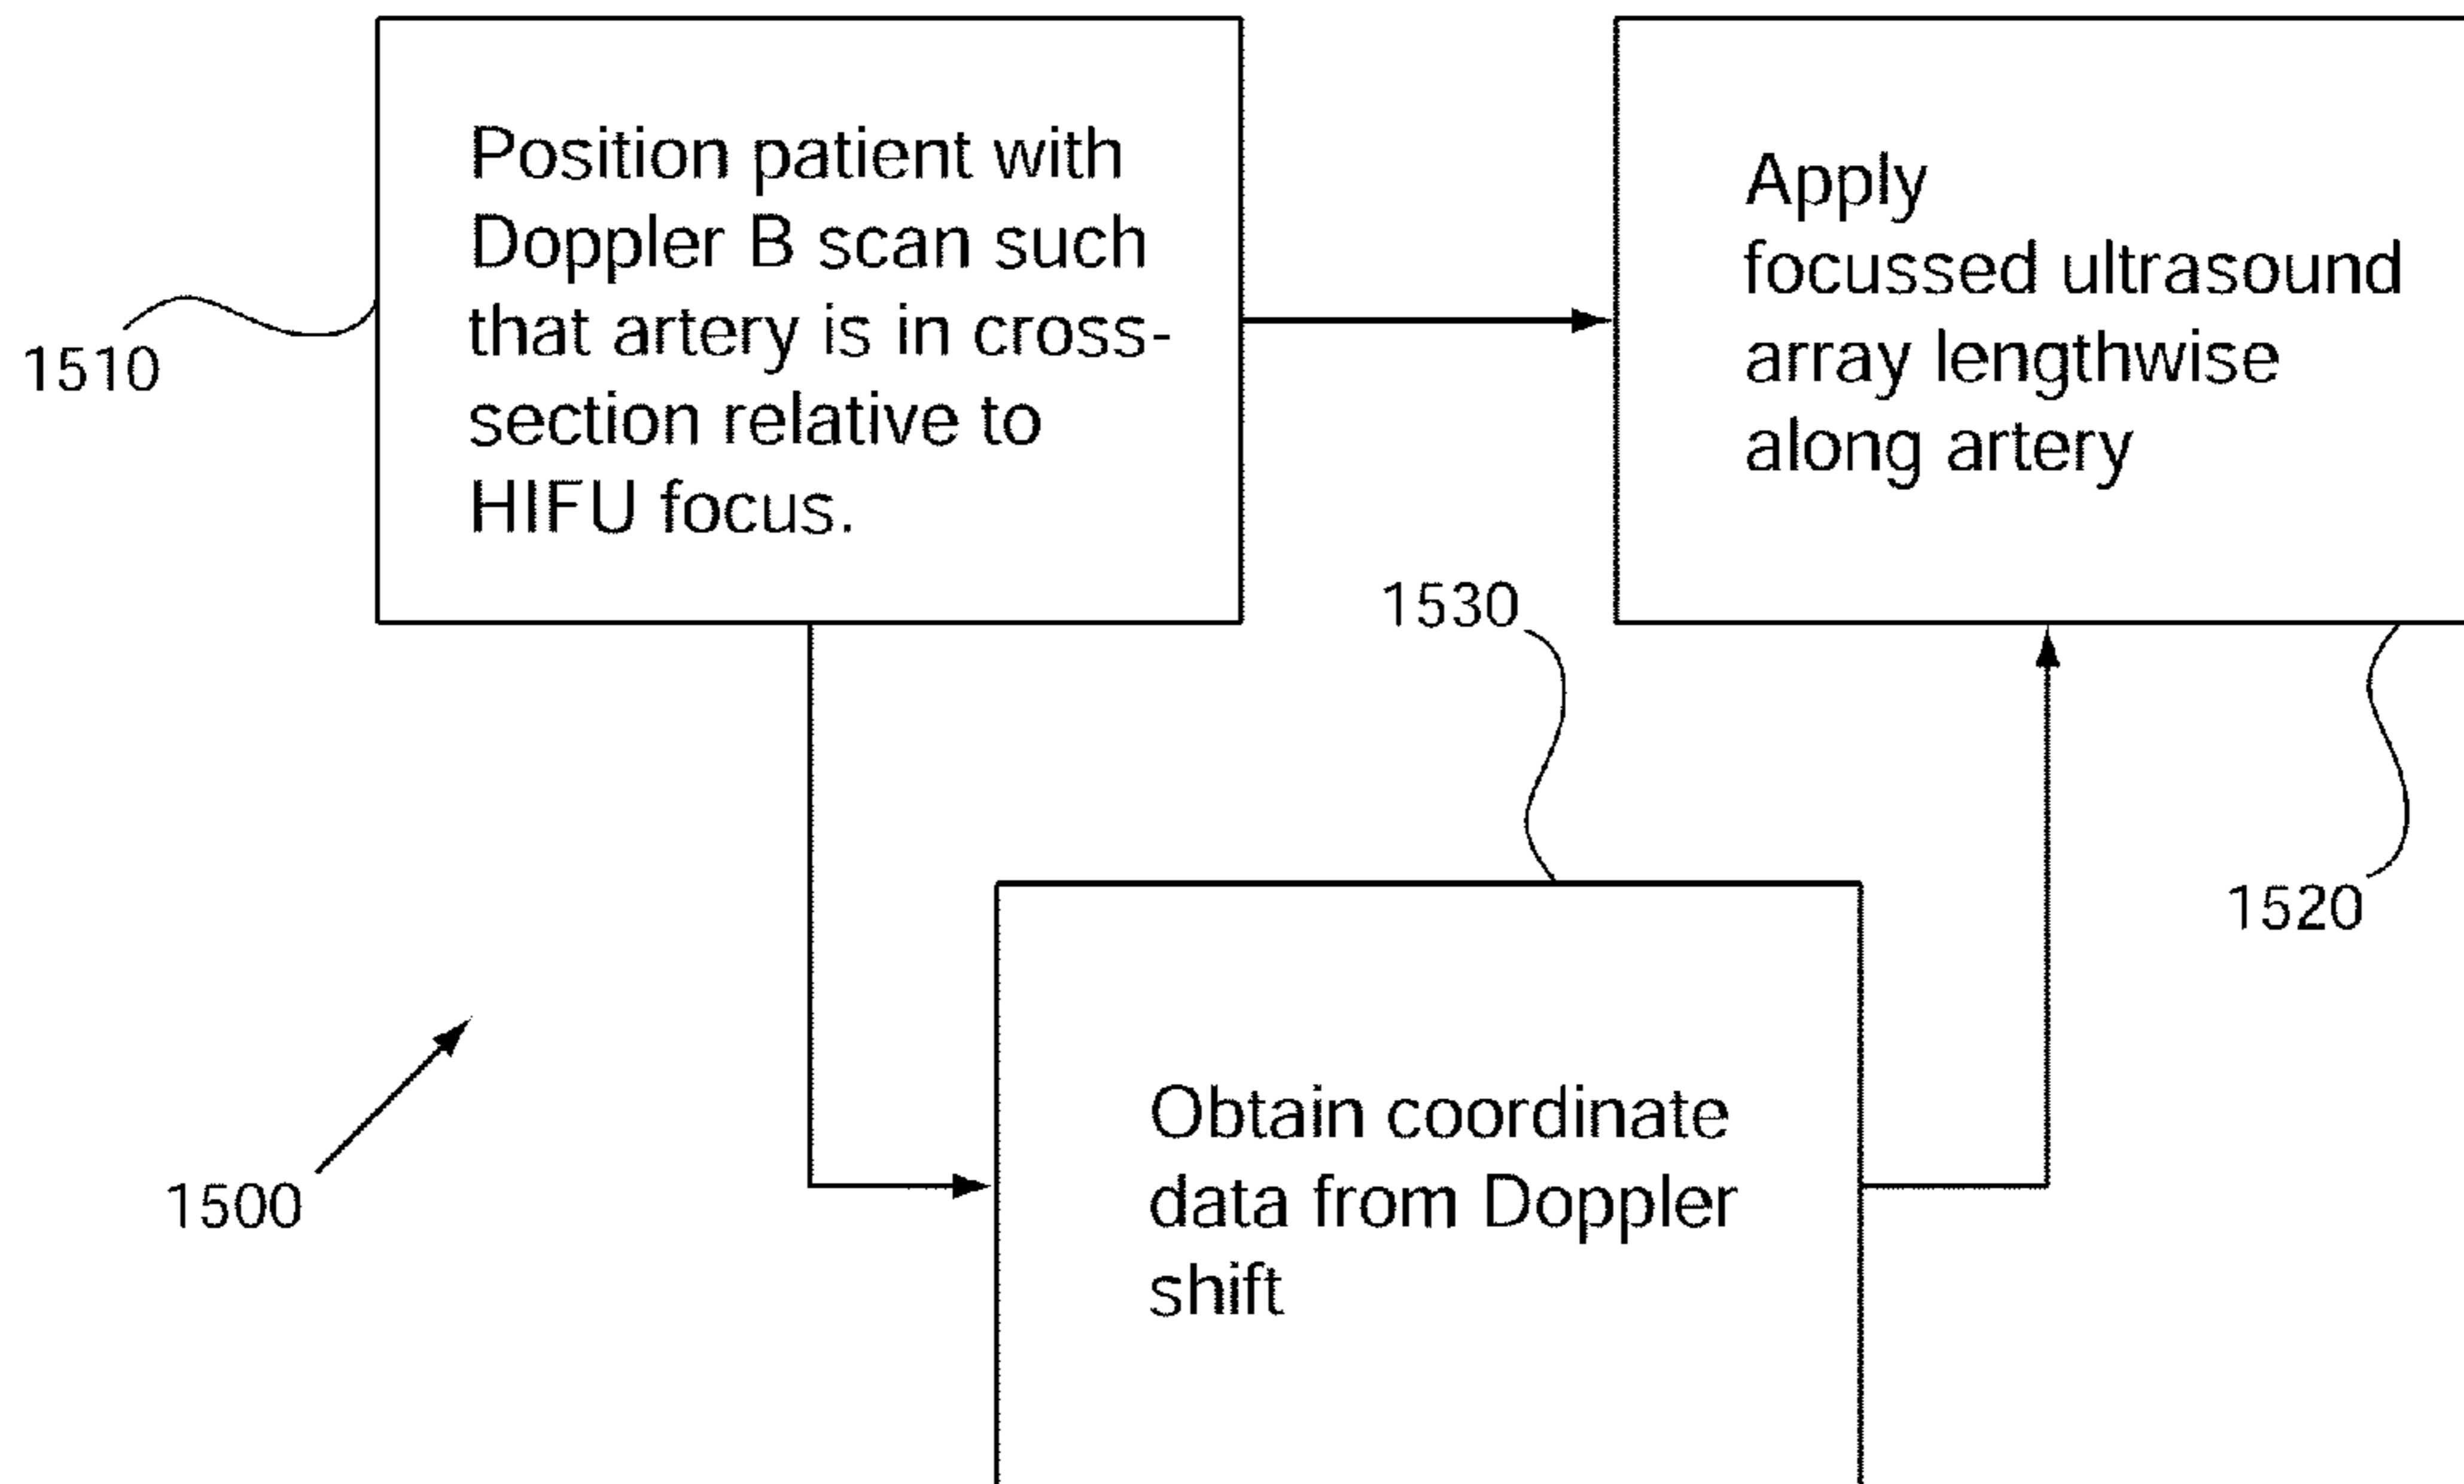 Position patient with
Doppler B scan such
that artery is in cross-
section relative to
HIFU focus.
1510
Apply
focussed ultrasound
array lengthwise
along artery
1530
1520
Obtain coordinate
data from Doppler
shift
1500